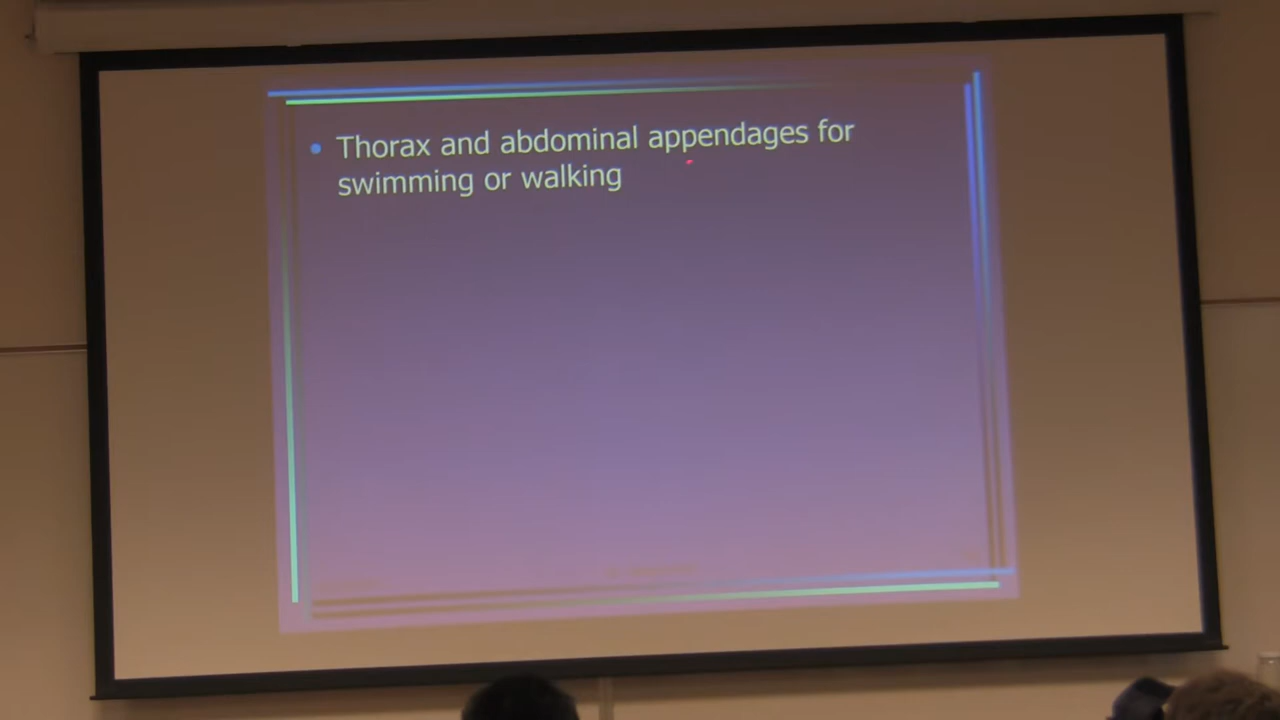 • Thorax and abdominal appendages for
swimming or walking